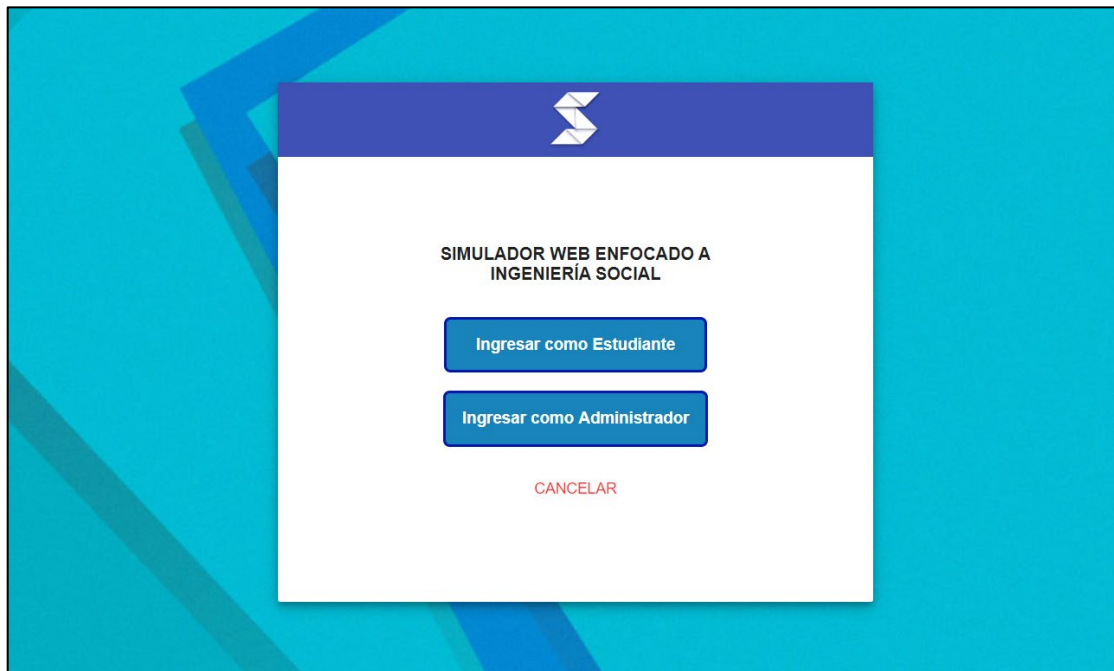 SIMULADOR WEB ENFOCADO A
INGENIERÍA SOCIAL
Ingresar como Estudiante
Ingresar como Administrador
CANCELAR